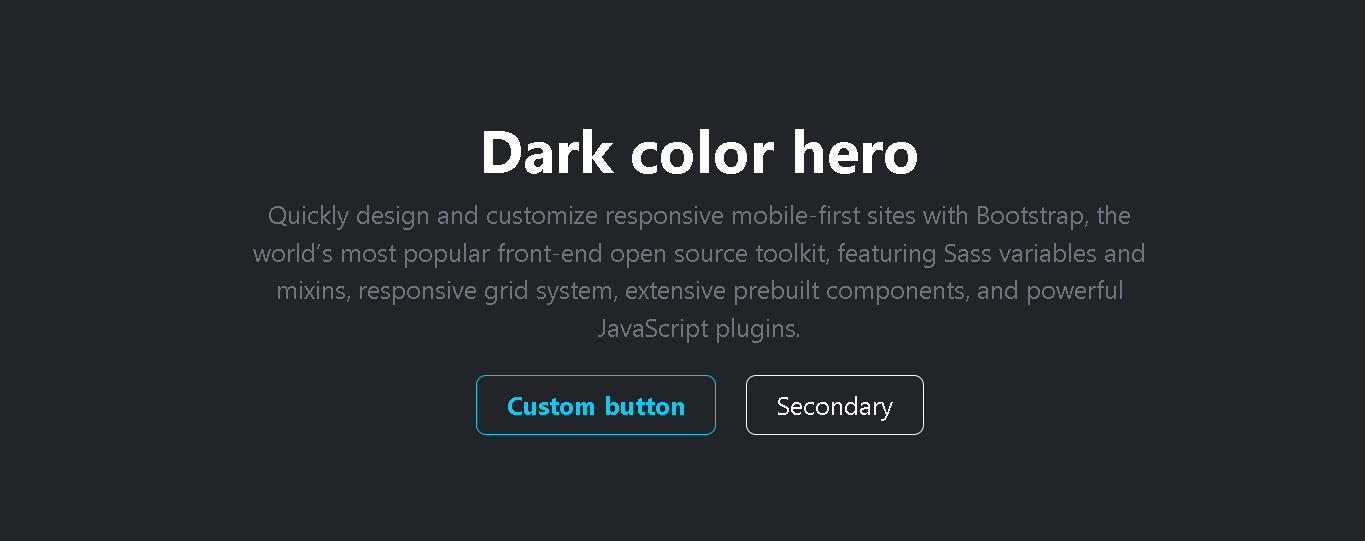 Dark color hero
Quickly design and customize responsive mobile-first sites with Bootstrap, the
world’s most popular front-end open source toolkit, featuring Sass variables and
mixins, responsive grid system, extensive prebuilt components, and powerful
JavaScript plugins.
Custom button
Secondary